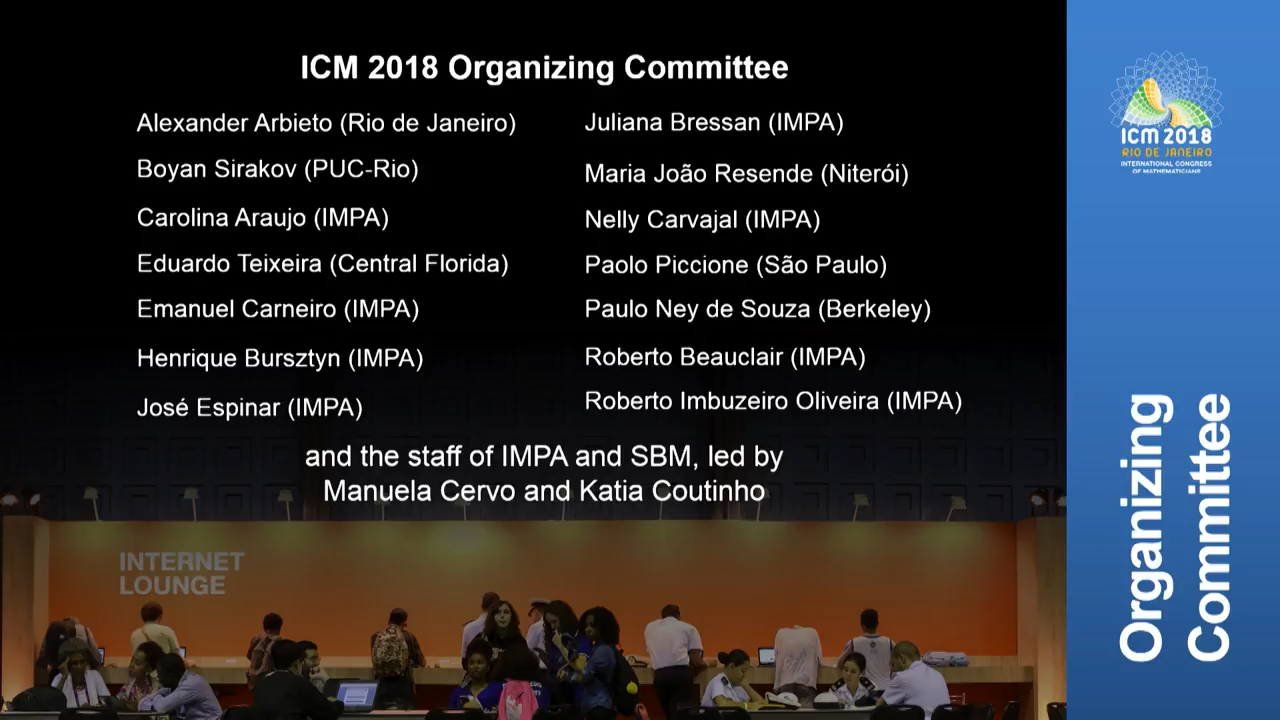 ICM 2018 Organizing Committee
Alexander Arbieto (Rio de Janeiro)
Boyan Sirakov (PUC-Rio)
Carolina Araujo (IMPA)
Eduardo Teixeira (Central Florida)
Emanuel Carneiro (IMPA)
Henrique Bursztyn (IMPA)
José Espinar (IMPA)
Juliana Bressan (IMPA)
Maria João Resende (Niterói)
Nelly Carvajal (IMPA)
Paolo Piccione (São Paulo)
Paulo Ney de Souza (Berkeley)
Roberto Beauclair (IMPA)
Roberto Imbuzeiro Oliveira (IMPA)
and the staff of IMPA and SBM, led by
Manuela Cervo and Katia Coutinho
INTERNET
LOUNGE
ICM 2018
RIO DE JANEIRO
INTERNATIONAL CONGRESS
OF MATHEMATICIANS
Organizing
Committee